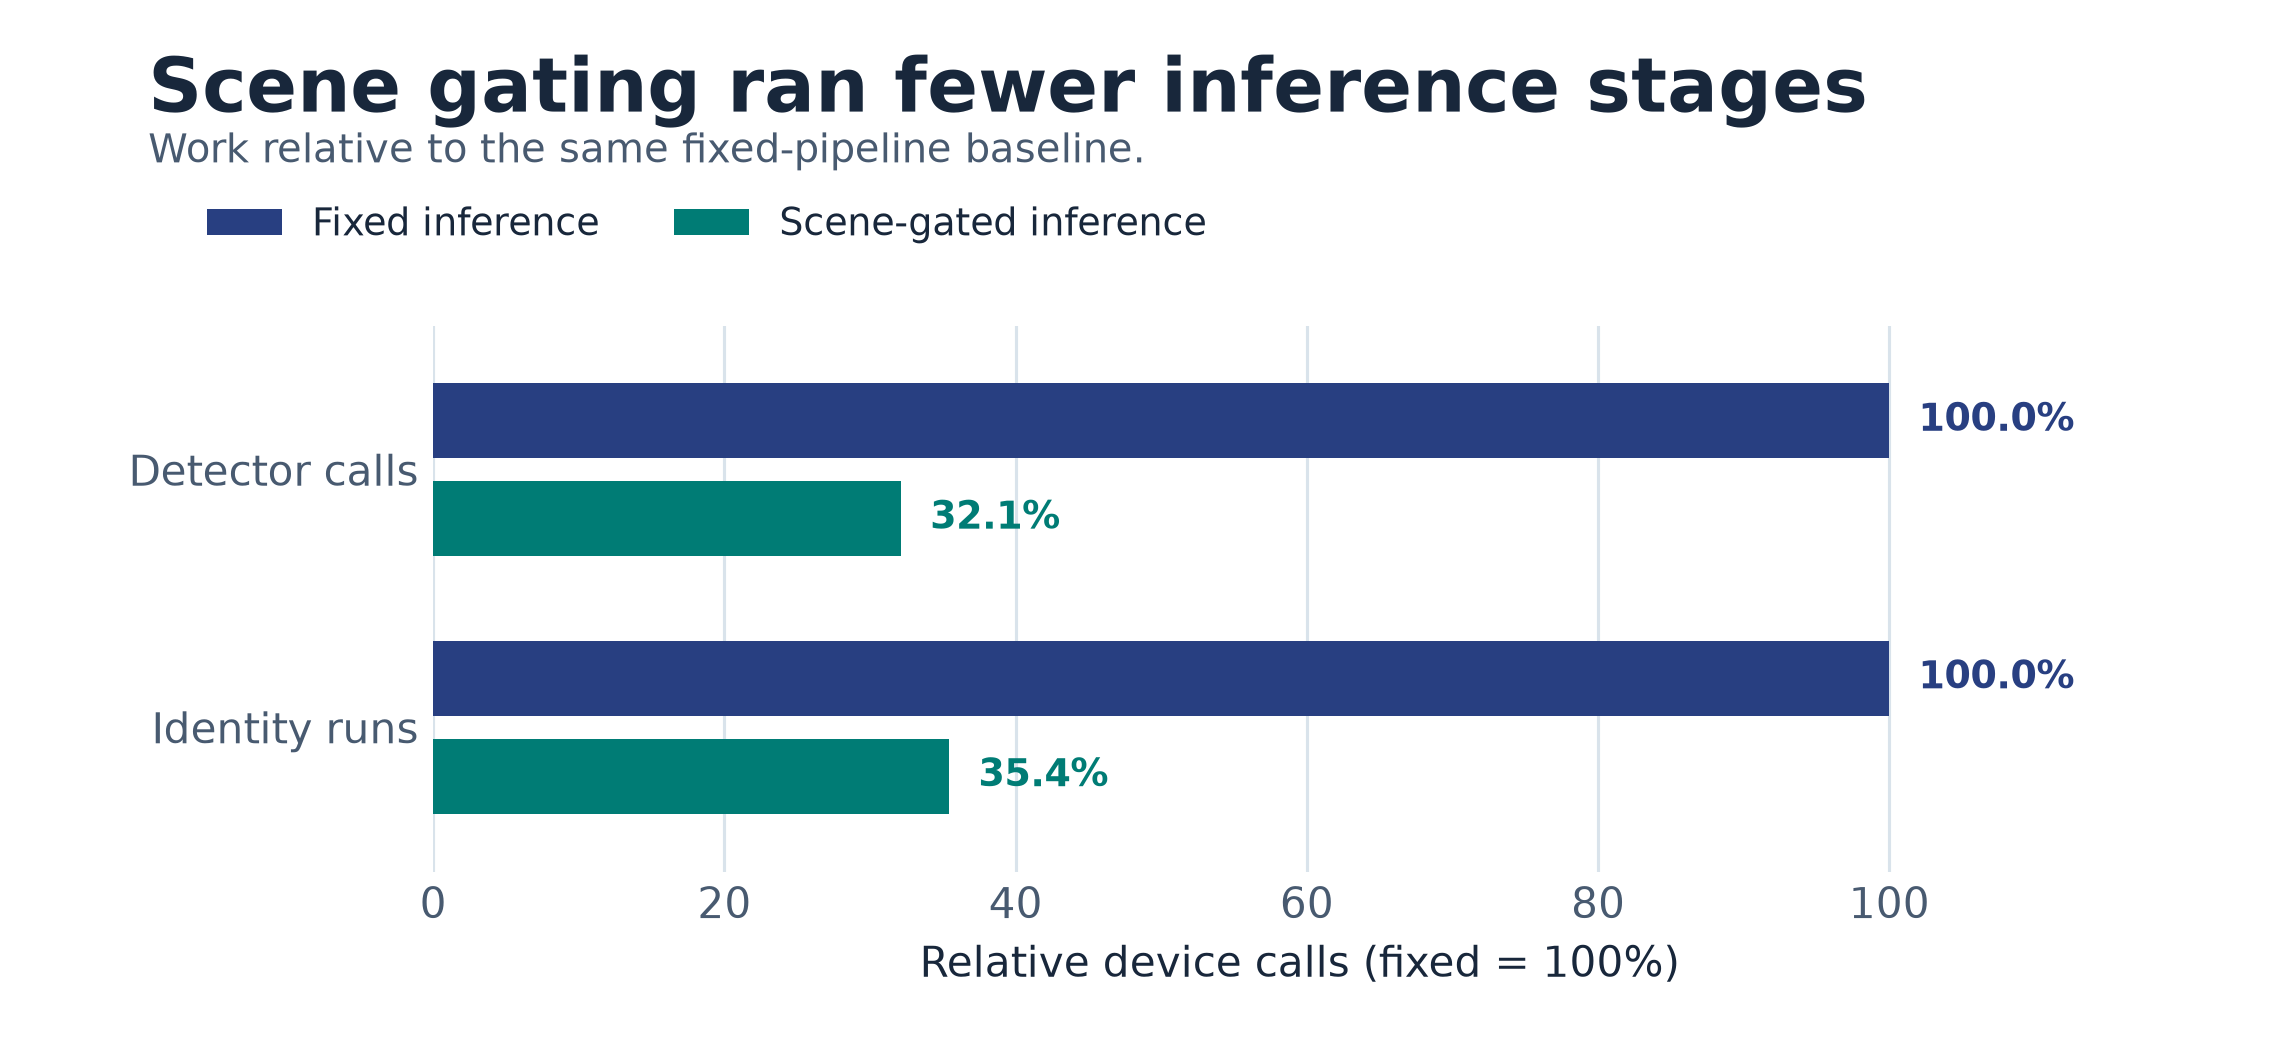 Scene gating ran fewer inference stages
Work relative to the same fixed-pipeline baseline.
Fixed inference
Scene-gated inference
100.0%
Detector calls
32.1%
100.0%
Identity runs
35.4%
0 20 40 60 80 100
Relative device calls (fixed = 100%)